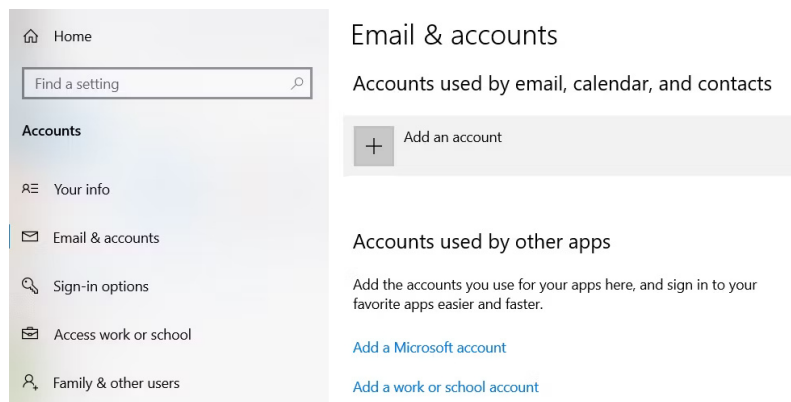 Home
Find a setting
Accounts
Your info
Email & accounts
Sign-in options
Access work or school
Family & other users
Email & accounts
Accounts used by email, calendar, and contacts
Add an account
Accounts used by other apps
Add the accounts you use for your apps here, and sign in to your
favorite apps easier and faster.
Add a Microsoft account
Add a work or school account